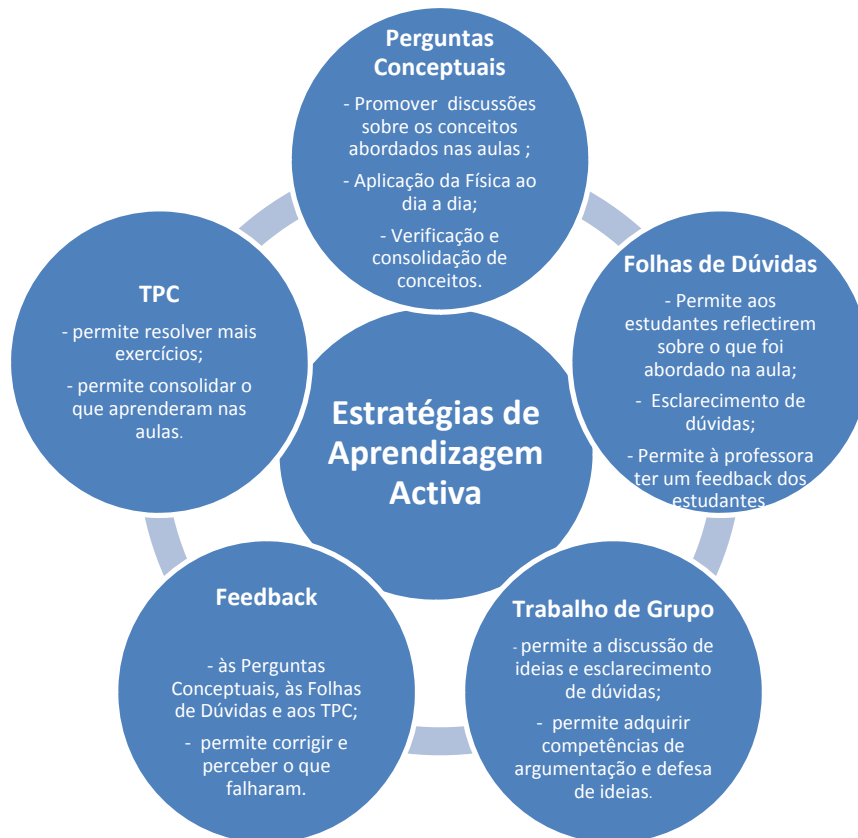 Perguntas
Conceptuais
- Promover discussões
sobre os conceitos
abordados nas aulas ;
- Aplicação da Física ao
dia a dia;
- Verificação e
consolidação de
conceitos.
Folhas de Dúvidas
- Permite aos
estudantes reflectirem
sobre o que foi
abordado na aula;
- Esclarecimento de
dúvidas;
- Permite à professora
ter um feedback dos
estudantes
Trabalho de Grupo
- permite a discussão de
ideias e esclarecimento
de dúvidas;
- permite adquirir
competências de
argumentação e defesa
de ideias.
Feedback
- às Perguntas
Conceptuais, às Folhas
de Dúvidas e aos TPC;
- permite corrigir e
perceber o que
falharam.
TPC
- permite resolver mais
exercícios;
- permite consolidar o
que aprenderam nas
aulas.
Estratégias de
Aprendizagem
Activa